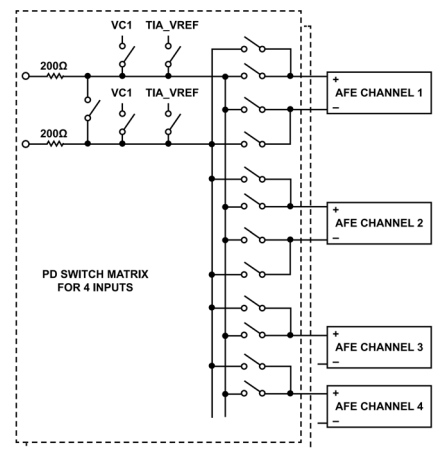 VC1 TIA_VREF
200Ω
VC1 TIA_VREF
200Ω
+
AFE CHANNEL 1
–
+
AFE CHANNEL 2
–
PD SWITCH MATRIX
FOR 4 INPUTS
+
AFE CHANNEL 3
–
+
AFE CHANNEL 4
–